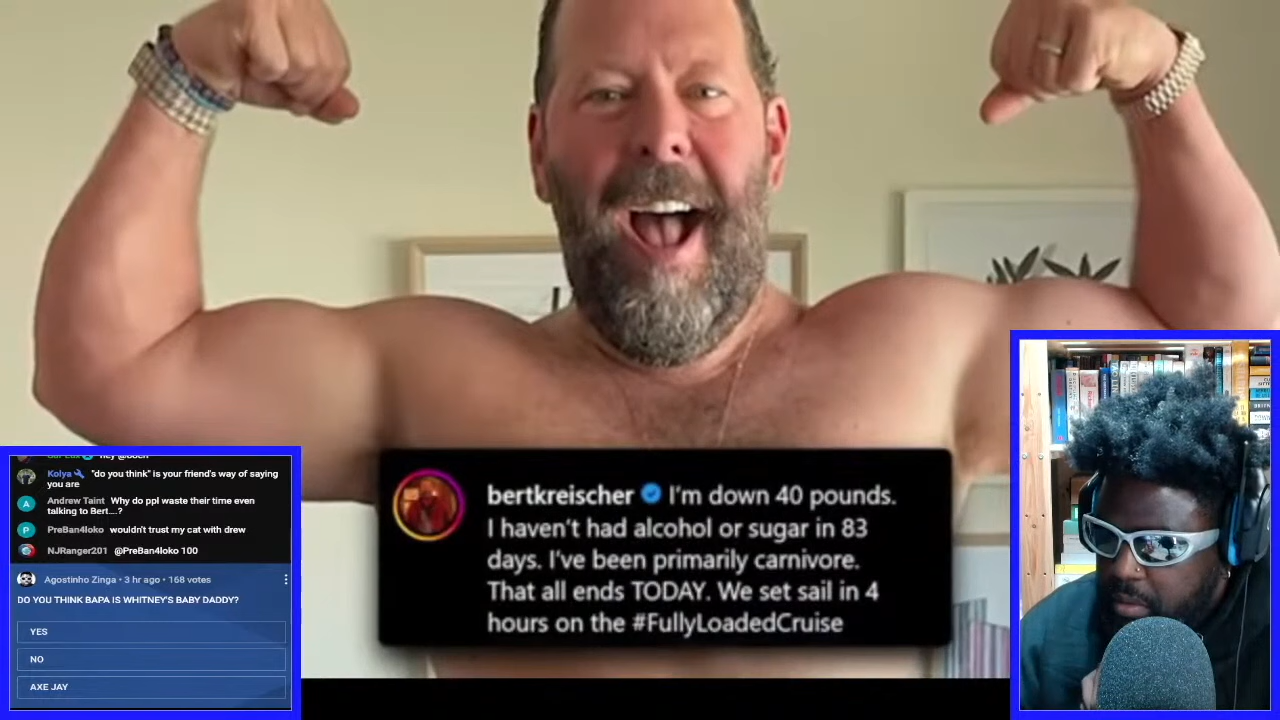 bertkreischer I'm down 40 pounds.
I haven't had alcohol or sugar in 83
days. I've been primarily carnivore.
That all ends TODAY. We set sail in 4
hours on the #FullyLoadedCruise
Kolya "do you think" is your friend's way of saying
you are
Andrew Taint Why do ppl waste their time even
talking to Bert....?
PreBan4loko wouldn't trust my cat with drew
NJRanger201 @PreBan4loko 100
Agostinho Zinga • 3 hr ago • 168 votes
DO YOU THINK BAPA IS WHITNEY'S BABY DADDY?
YES
NO
AXE JAY